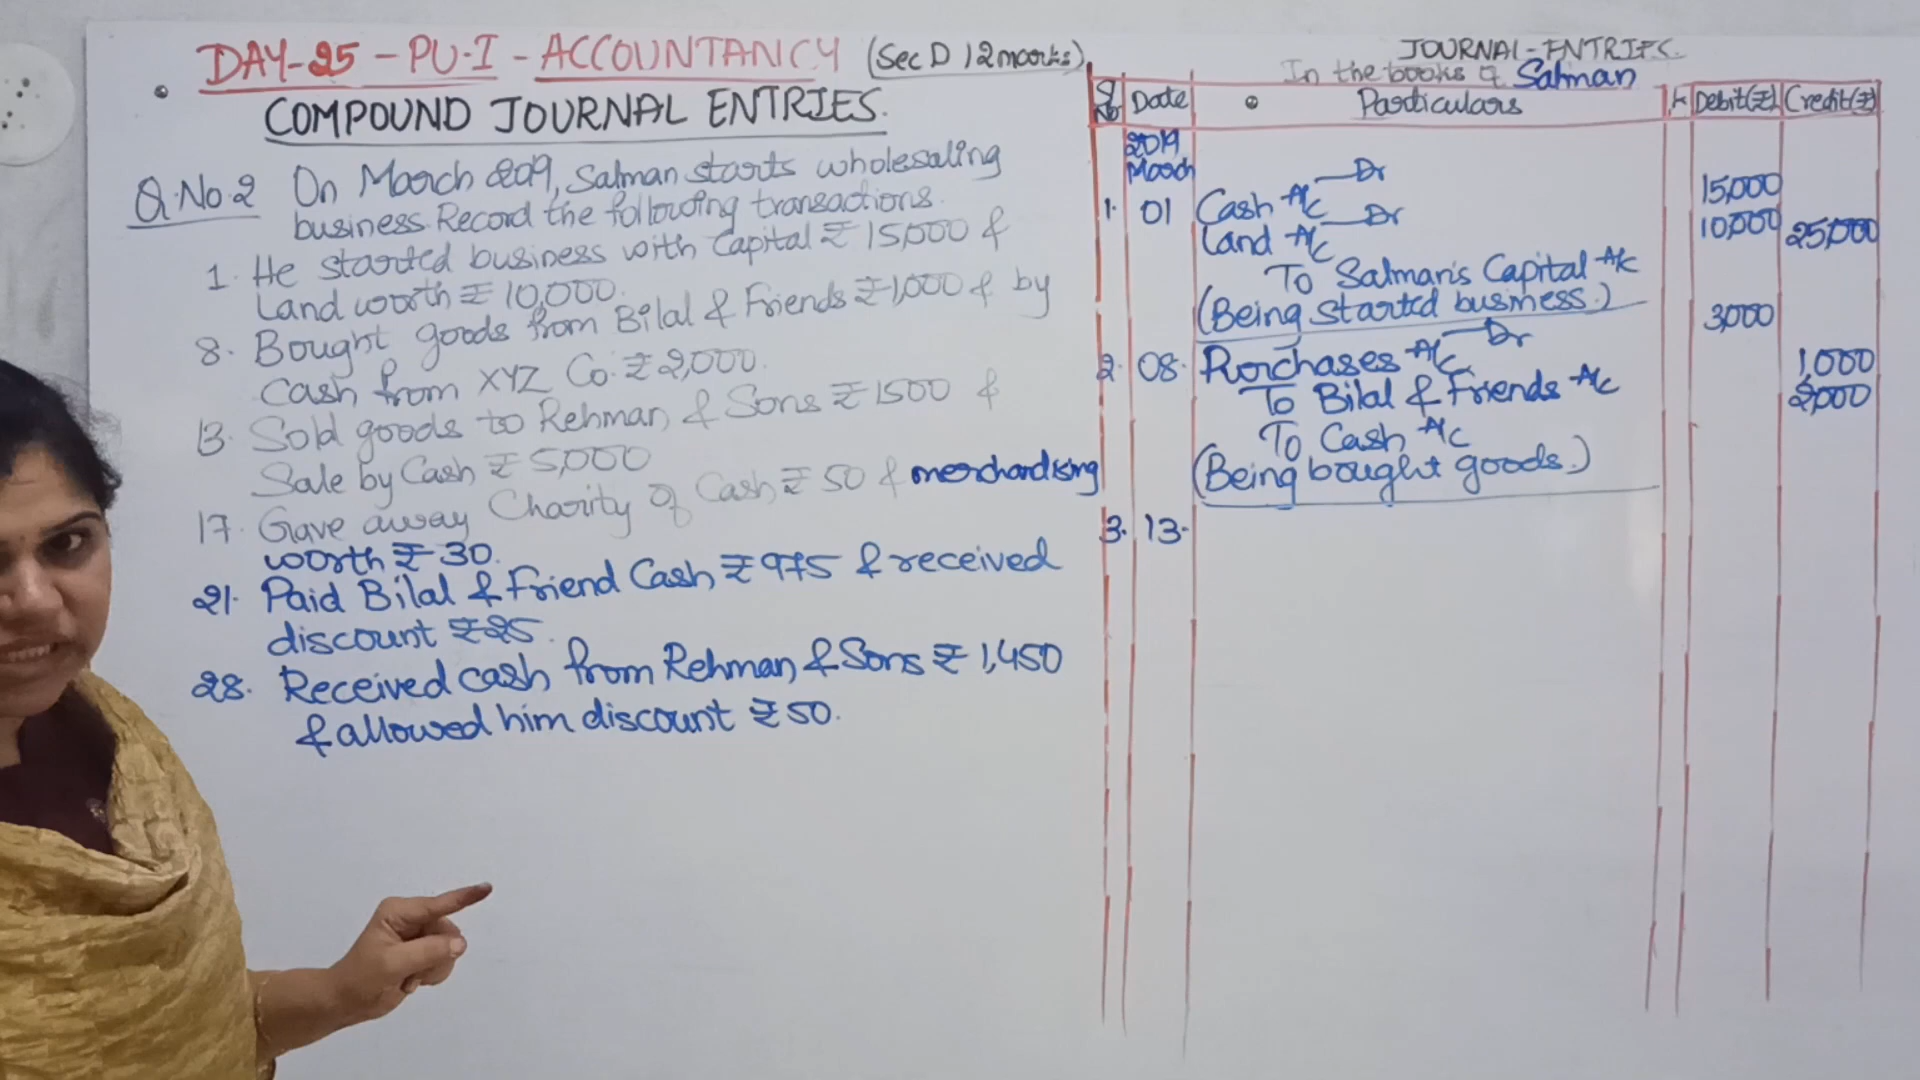 DAY-25 - PU-I - ACCOUNTANCY (Sec D 12 marks)
COMPOUND JOURNAL ENTRIES.
Q.No.2 On March 2019, Salman starts wholesaling
business. Record the following transactions.
1. He started business with Capital ₹ 15,000 &
Land worth ₹ 10,000.
8. Bought goods from Bilal & Friends ₹ 1,000 & by
Cash from XYZ Co. ₹ 2,000.
13. Sold goods to Rehman & Sons ₹ 1500 &
Sale by Cash ₹ 5,000
17. Gave away Charity of Cash ₹ 50 & merchandising
worth ₹ 30.
21. Paid Bilal & Friend Cash ₹ 975 & received
discount ₹ 25.
28. Received cash from Rehman & Sons ₹ 1,450
& allowed him discount ₹ 50.
JOURNAL-ENTRIES.
In the books of Salman
Sl No Date Particulars LF Debit(₹) Credit(₹)
2019
March
1. 01 Cash A/c Dr 15,000
Land A/c Dr 10,000 25,000
To Salman's Capital A/c
(Being started business.)
2. 08. Purchases A/c Dr 3,000
To Bilal & Friends A/c 1,000
To Cash A/c 2,000
(Being bought goods.)
3. 13.